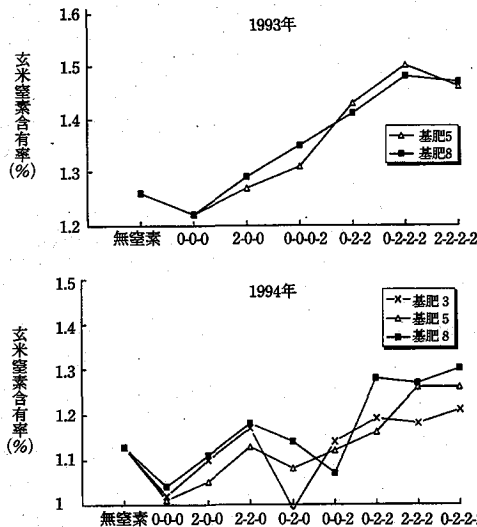 1993年
玄米窒素含有率(%)
1.6
1.5
1.4
1.3
1.2
基肥5
基肥8
無窒素 0-0-0 2-0-0 0-0-0-2 0-2-2 0-2-2-2 2-2-2-2
1994年
玄米窒素含有率(%)
1.5
1.4
1.3
1.2
1.1
1
基肥3
基肥5
基肥8
無窒素 0-0-0 2-0-0 2-2-0 0-2-0 0-0-2 0-2-2 2-2-2 0-2-2-2